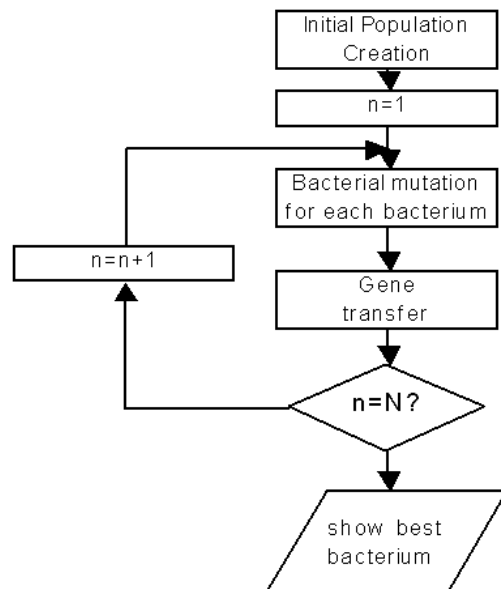 Initial Population
Creation
n=1
Bacterial mutation
for each bacterium
n=n+1
Gene
transfer
n=N?
show best
bacterium